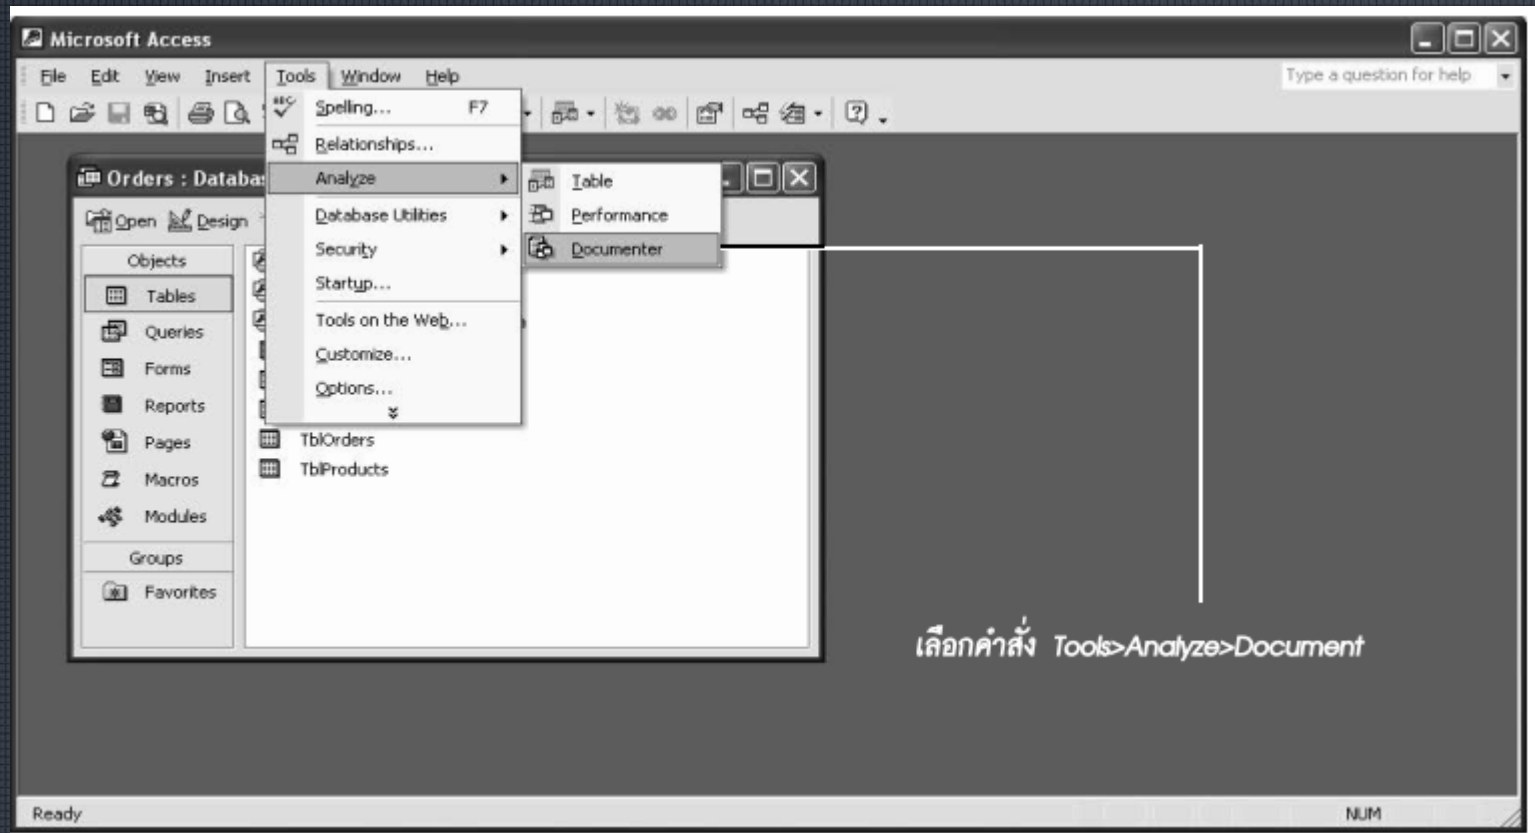 Microsoft Access
File Edit View Insert Tools Window Help
Type a question for help
Spelling... F7
Relationships...
Analyze
Database Utilities
Security
Startup...
Tools on the Web...
Customize...
Options...
Table
Performance
Documenter
Orders : Databa
Open Design
Objects
Tables
Queries
Forms
Reports
Pages
Macros
Modules
Groups
Favorites
TblOrders
TblProducts
เลือกคำสั่ง Tools>Analyze>Document
Ready NUM